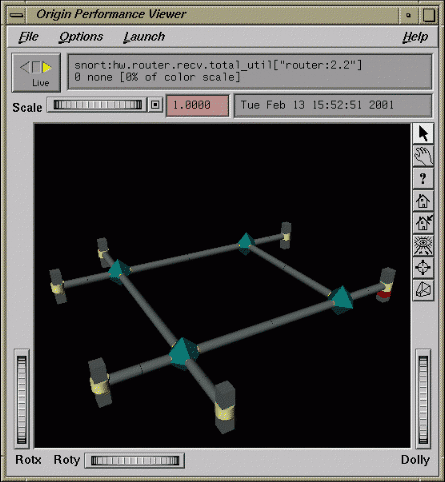 Origin Performance Viewer
File Options Launch Help
Live
snort:hw.router.recv.total_util["router:2.2"]
0 none [0% of color scale]
Scale 1.0000 Tue Feb 13 15:52:51 2001
?
Rotx Roty Dolly